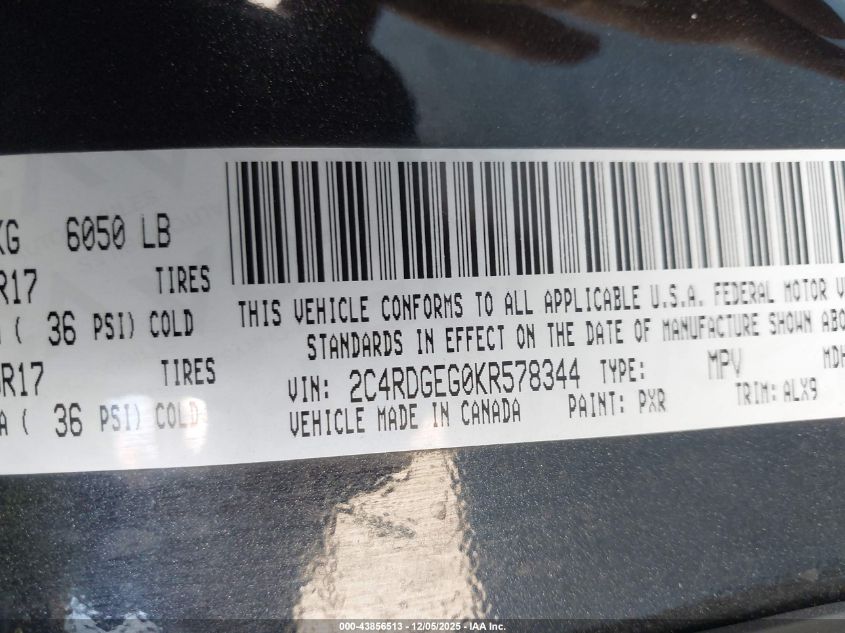 KG 6050 LB
R17 TIRES
( 36 PSI) COLD
R17 TIRES
A ( 36 PSI) COLD
THIS VEHICLE CONFORMS TO ALL APPLICABLE U.S.A. FEDERAL MOTOR V
STANDARDS IN EFFECT ON THE DATE OF MANUFACTURE SHOWN ABO
VIN: 2C4RDGEG0KR578344 TYPE: MPV MDH
VEHICLE MADE IN CANADA PAINT: PXR TRIM: ALX9
000-43856513 - 12/05/2025 - IAA Inc.